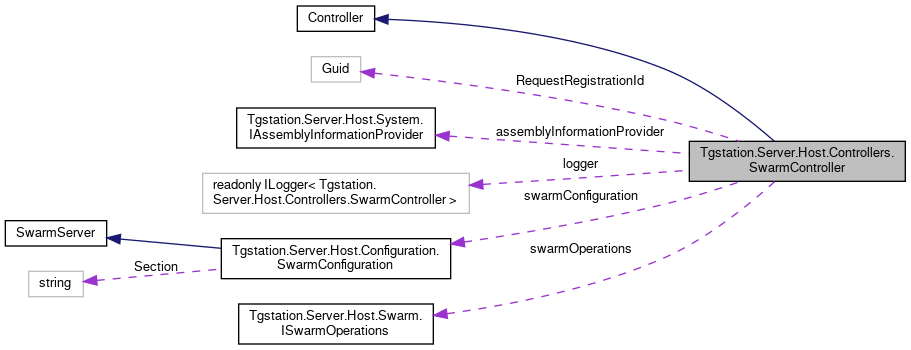 Controller
Guid
RequestRegistrationId
Tgstation.Server.Host.System.
IAssemblyInformationProvider
assemblyInformationProvider
Tgstation.Server.Host.Controllers.
SwarmController
logger
readonly ILogger< Tgstation.
Server.Host.Controllers.SwarmController >
swarmConfiguration
SwarmServer
Tgstation.Server.Host.Configuration.
SwarmConfiguration
swarmOperations
Section
string
Tgstation.Server.Host.Swarm.
ISwarmOperations